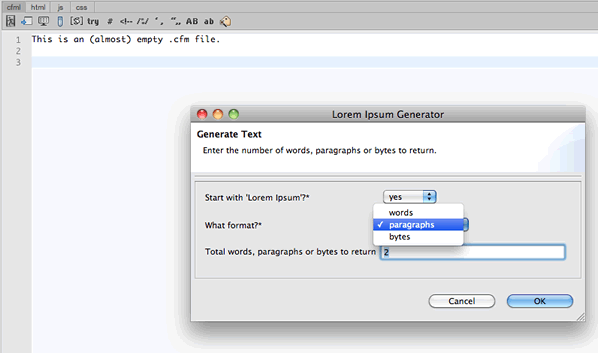 cfml html js css
try # <!-- /*/ ' , " ,, AB ab
1 This is an (almost) empty .cfm file.
2
3
Lorem Ipsum Generator
Generate Text
Enter the number of words, paragraphs or bytes to return.
Start with 'Lorem Ipsum'?* yes
words
What format?* ✓ paragraphs
bytes
Total words, paragraphs or bytes to return 2
Cancel OK